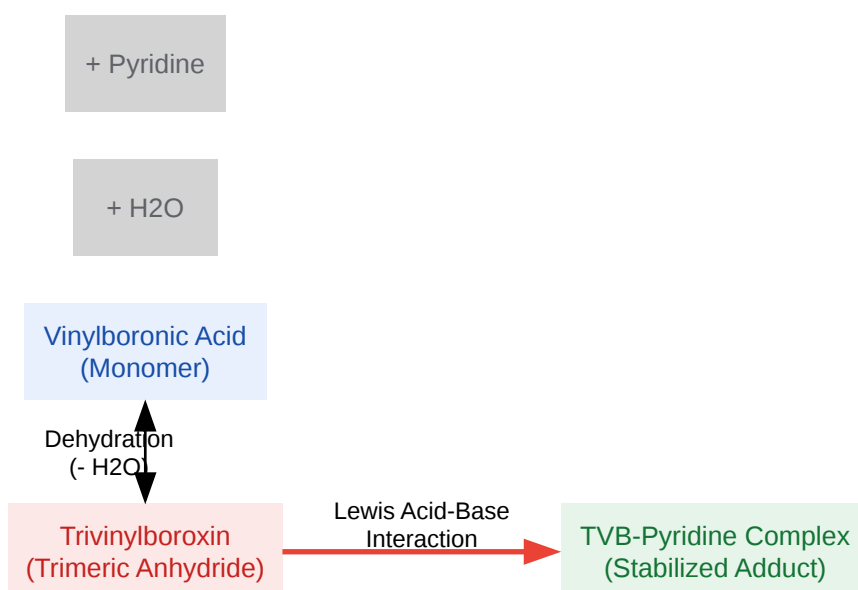 + Pyridine
+ H2O
Vinylboronic Acid
(Monomer)
Dehydration
(- H2O)
Trivinylboroxin
(Trimeric Anhydride)
Lewis Acid-Base
Interaction
TVB-Pyridine Complex
(Stabilized Adduct)